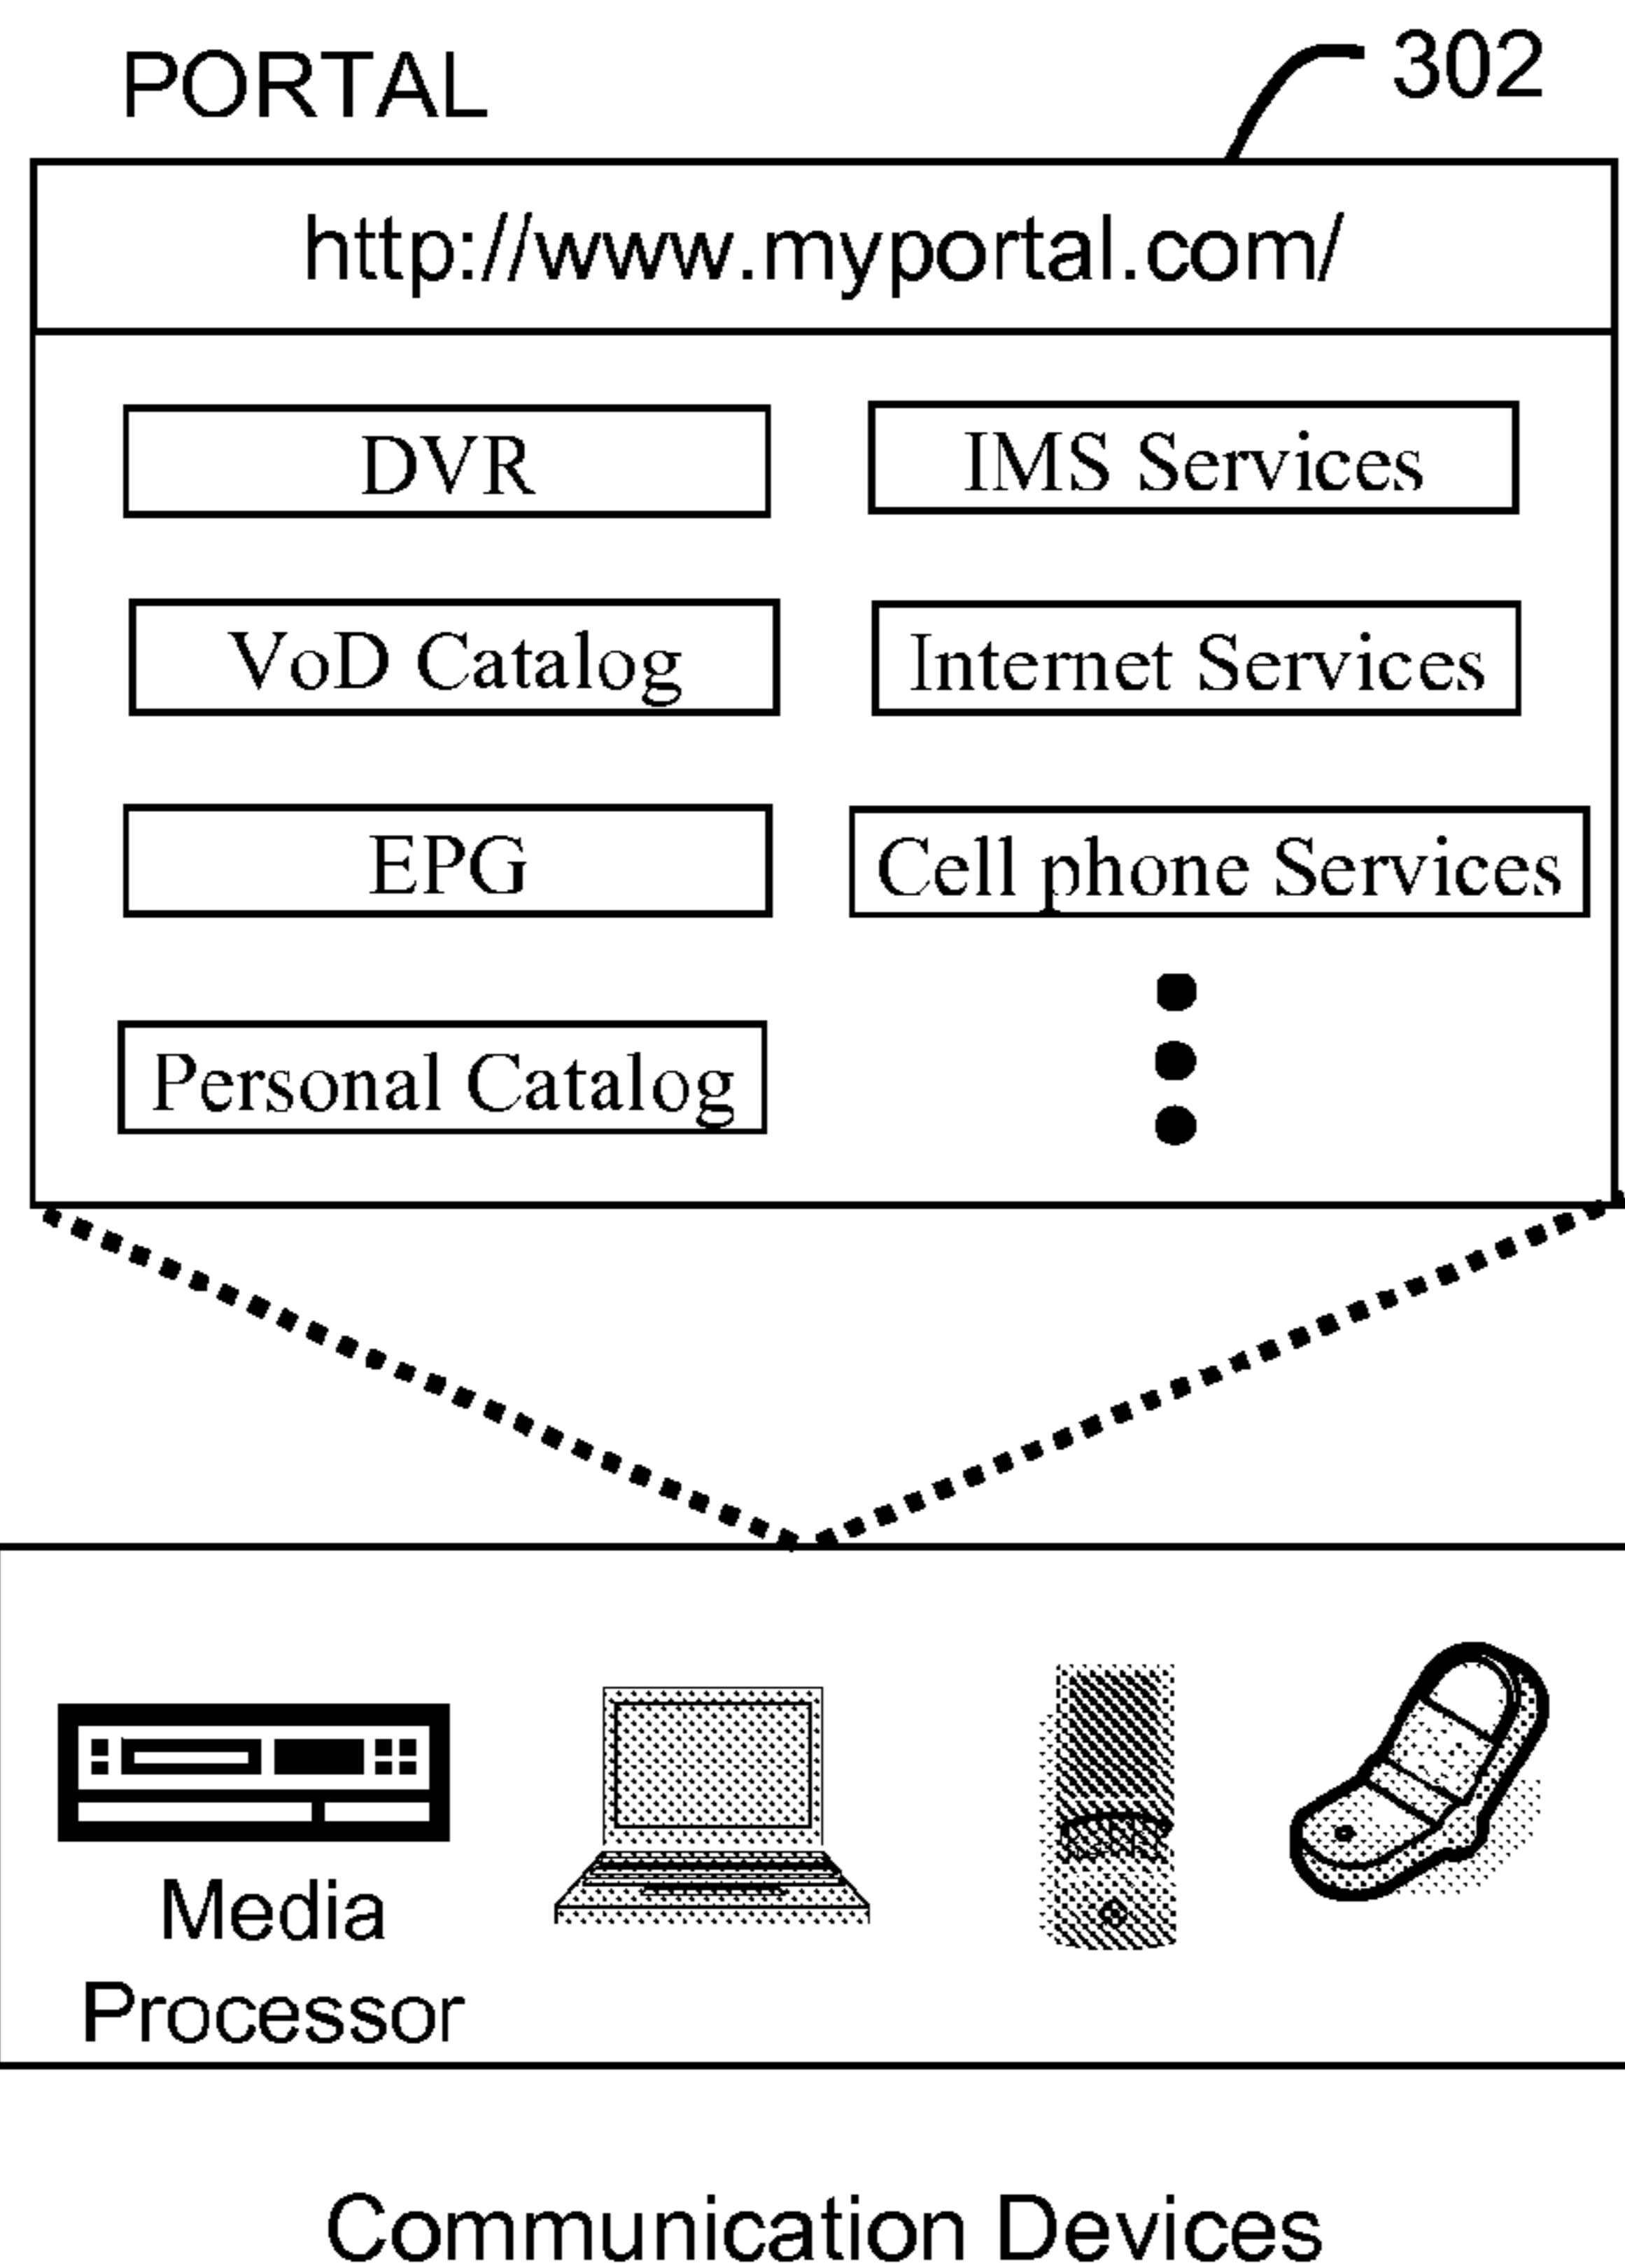 PORTAL
302
http://www.myportal.com/
DVR
IMS Services
VoD Catalog
Internet Services
EPG
Cell phone Services
Personal Catalog
Media
Processor
Communication Devices